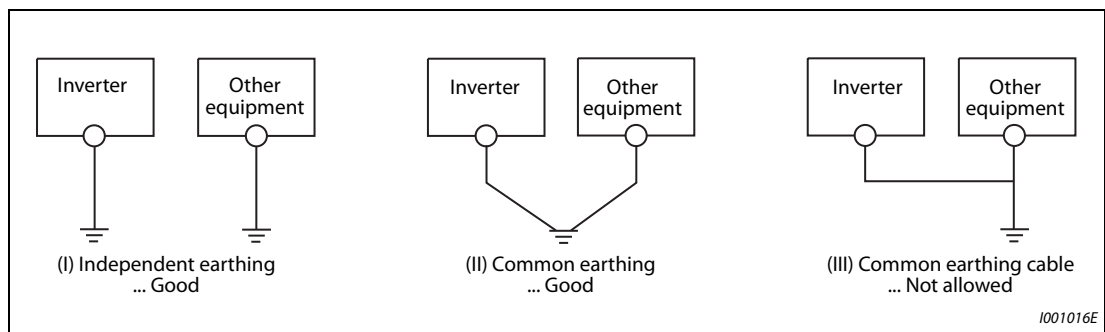 Inverter
Other
equipment
(I) Independent earthing
... Good
Inverter
Other
equipment
(II) Common earthing
... Good
Inverter
Other
equipment
(III) Common earthing cable
... Not allowed
I001016E